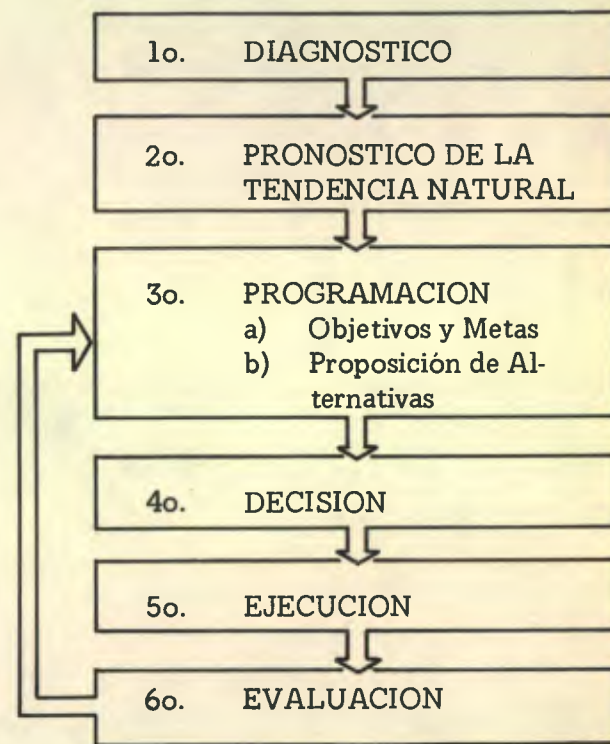 1o. DIAGNOSTICO
2o. PRONOSTICO DE LA
TENDENCIA NATURAL
3o. PROGRAMACION
a) Objetivos y Metas
b) Proposición de Al-
ternativas
4o. DECISION
5o. EJECUCION
6o. EVALUACION